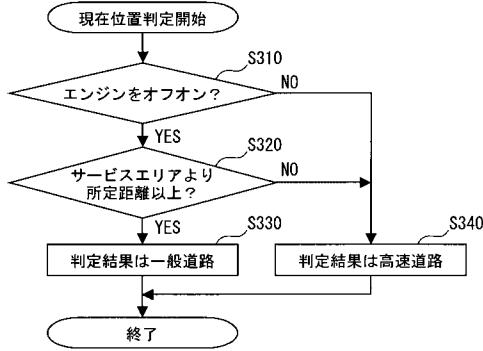 現在位置判定開始
S310
エンジンをオフオン?
NO
YES
S320
サービスエリアより
所定距離以上?
NO
YES
S330
判定結果は一般道路
S340
判定結果は高速道路
終了